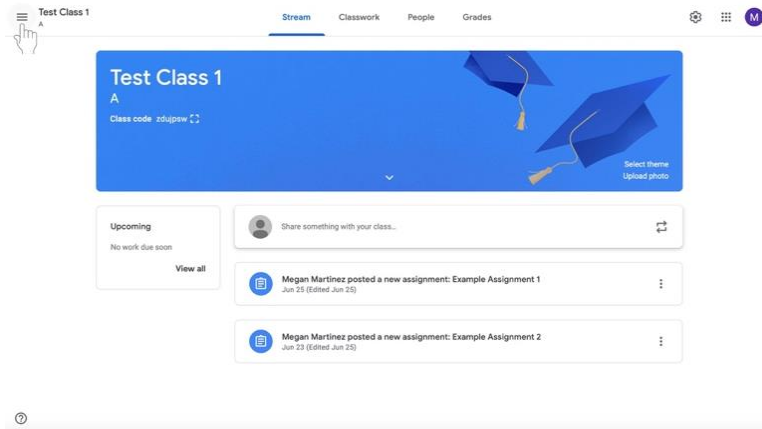 Test Class 1
A
Stream
Classwork
People
Grades
M
Test Class 1
A
Class code zdujpsw
Select theme
Upload photo
Upcoming
No work due soon
View all
Share something with your class...
Megan Martinez posted a new assignment: Example Assignment 1
Jun 25 (Edited Jun 25)
Megan Martinez posted a new assignment: Example Assignment 2
Jun 23 (Edited Jun 25)